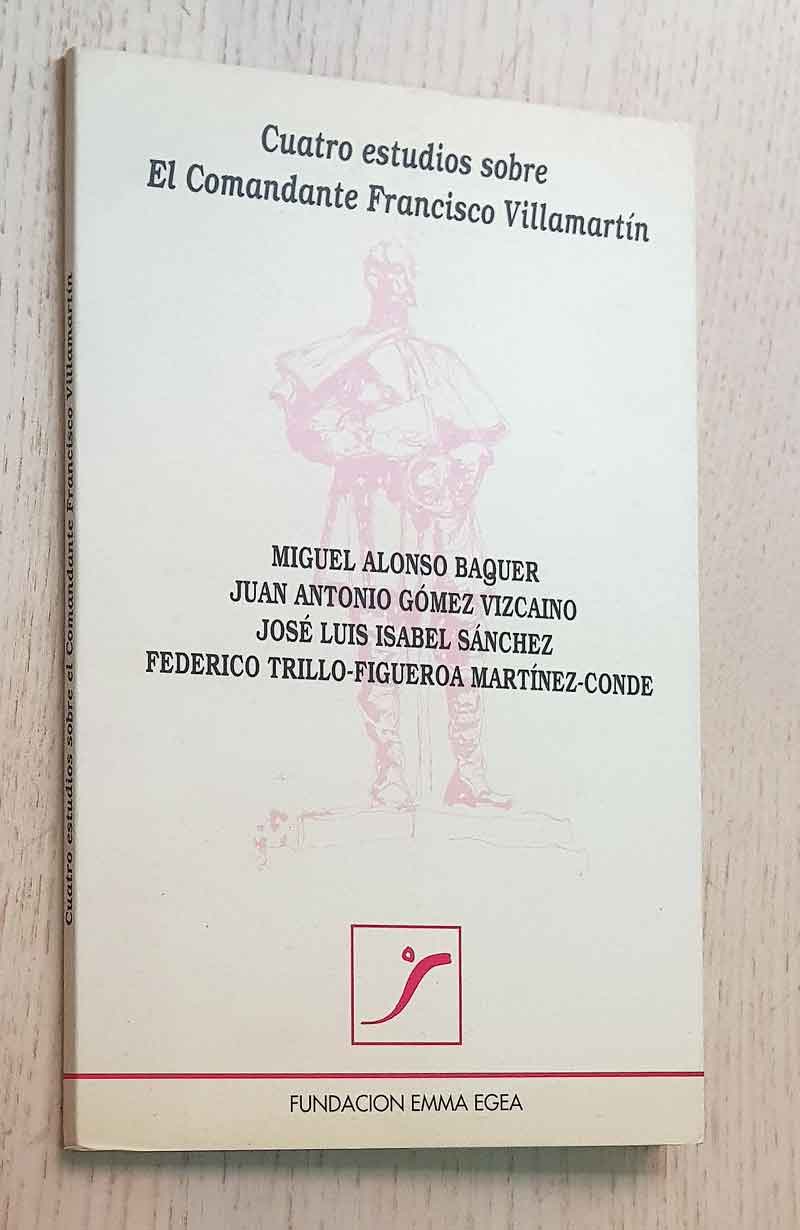 Cuatro estudios sobre
El Comandante Francisco Villamartín
MIGUEL ALONSO BAQUER
JUAN ANTONIO GÓMEZ VIZCAINO
JOSÉ LUIS ISABEL SÁNCHEZ
FEDERICO TRILLO-FIGUEROA MARTÍNEZ-CONDE
FUNDACION EMMA EGEA
Cuatro estudios sobre el Comandante Francisco Villamartín